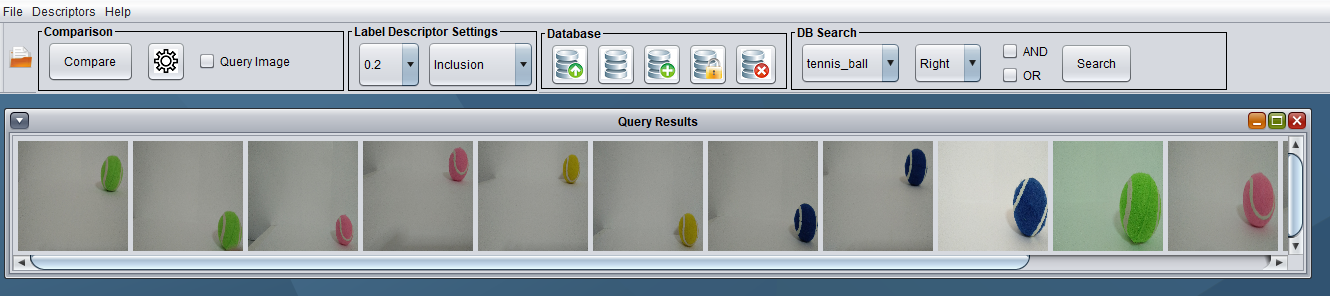 File Descriptors Help
Comparison
Compare
Query Image
Label Descriptor Settings
0.2
Inclusion
Database
DB Search
tennis_ball
Right
AND
OR
Search
Query Results